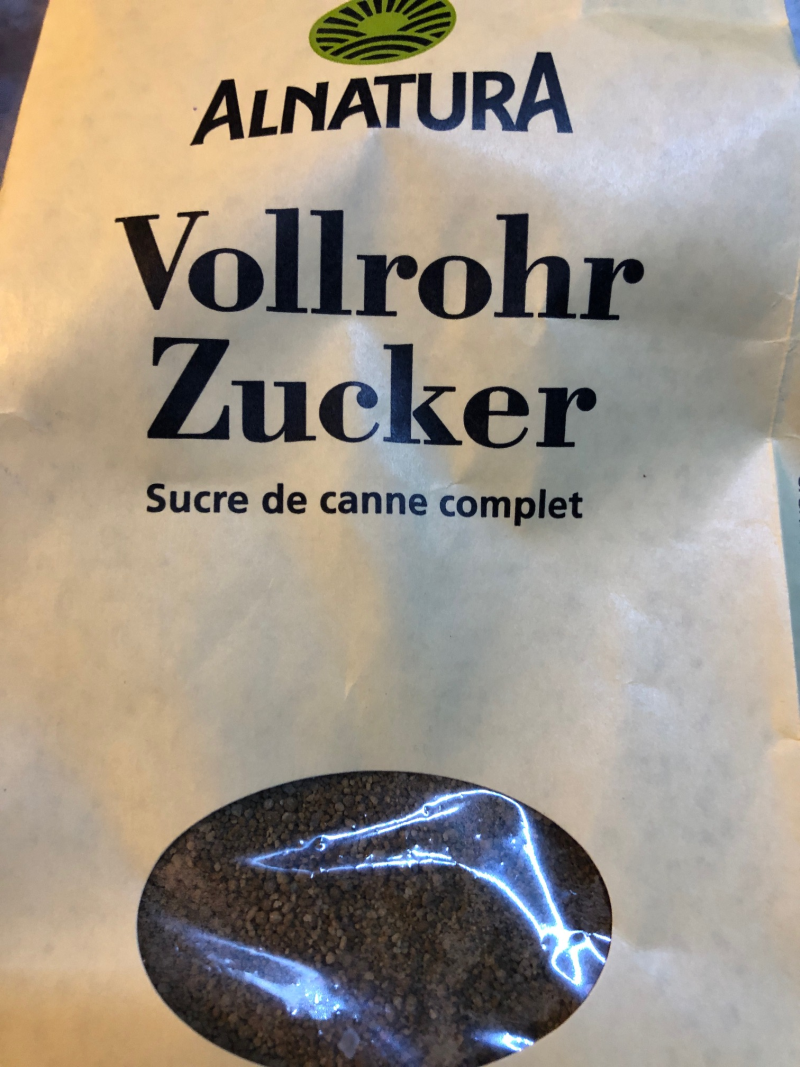 ALNATURA
Vollrohr
Zucker
Sucre de canne complet